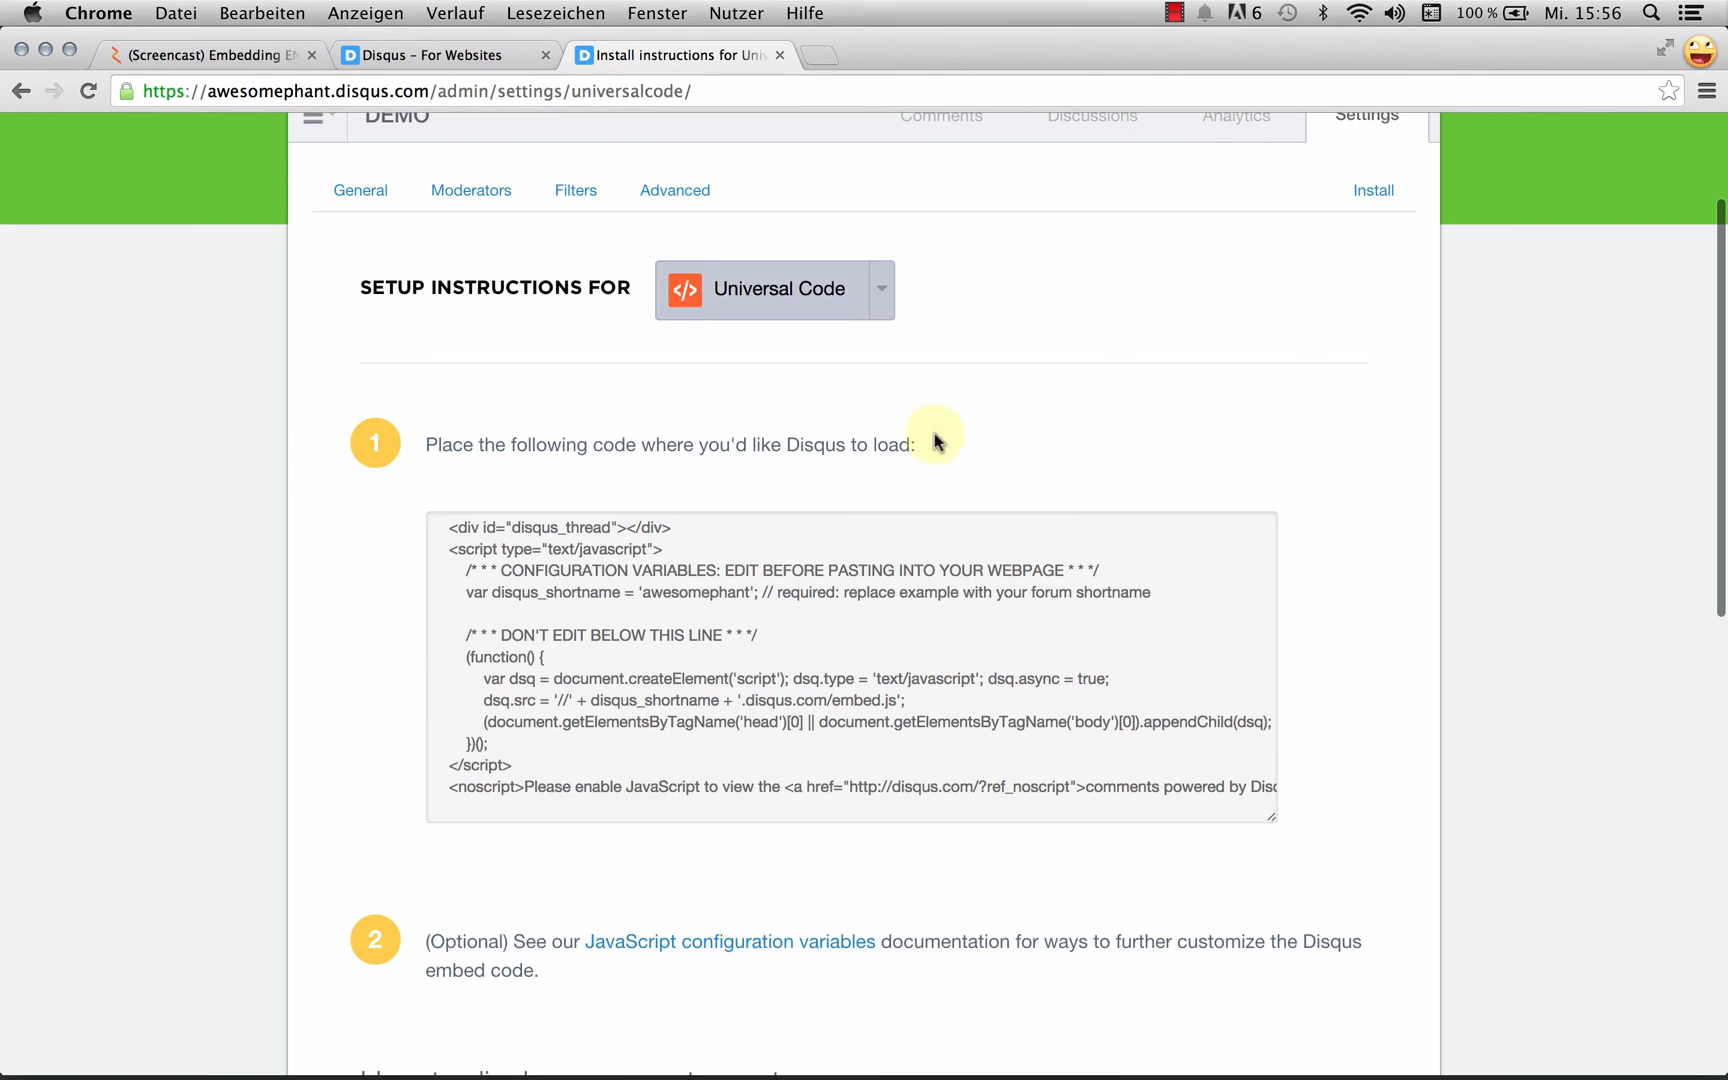 Chrome Datei Bearbeiten Anzeigen Verlauf Lesezeichen Fenster Nutzer Hilfe 6 100 % Mi. 15:56
(Screencast) Embedding EN Disqus – For Websites Install instructions for Univ
https://awesomephant.disqus.com/admin/settings/universalcode/
DEMO Comments Discussions Analytics Settings
General Moderators Filters Advanced Install
SETUP INSTRUCTIONS FOR </> Universal Code
1 Place the following code where you'd like Disqus to load:
<div id="disqus_thread"></div>
<script type="text/javascript">
/* * * CONFIGURATION VARIABLES: EDIT BEFORE PASTING INTO YOUR WEBPAGE * * */
var disqus_shortname = 'awesomephant'; // required: replace example with your forum shortname
/* * * DON'T EDIT BELOW THIS LINE * * */
(function() {
var dsq = document.createElement('script'); dsq.type = 'text/javascript'; dsq.async = true;
dsq.src = '//' + disqus_shortname + '.disqus.com/embed.js';
(document.getElementsByTagName('head')[0] || document.getElementsByTagName('body')[0]).appendChild(dsq);
})();
</script>
<noscript>Please enable JavaScript to view the <a href="http://disqus.com/?ref_noscript">comments powered by Disq
2 (Optional) See our JavaScript configuration variables documentation for ways to further customize the Disqus
embed code.